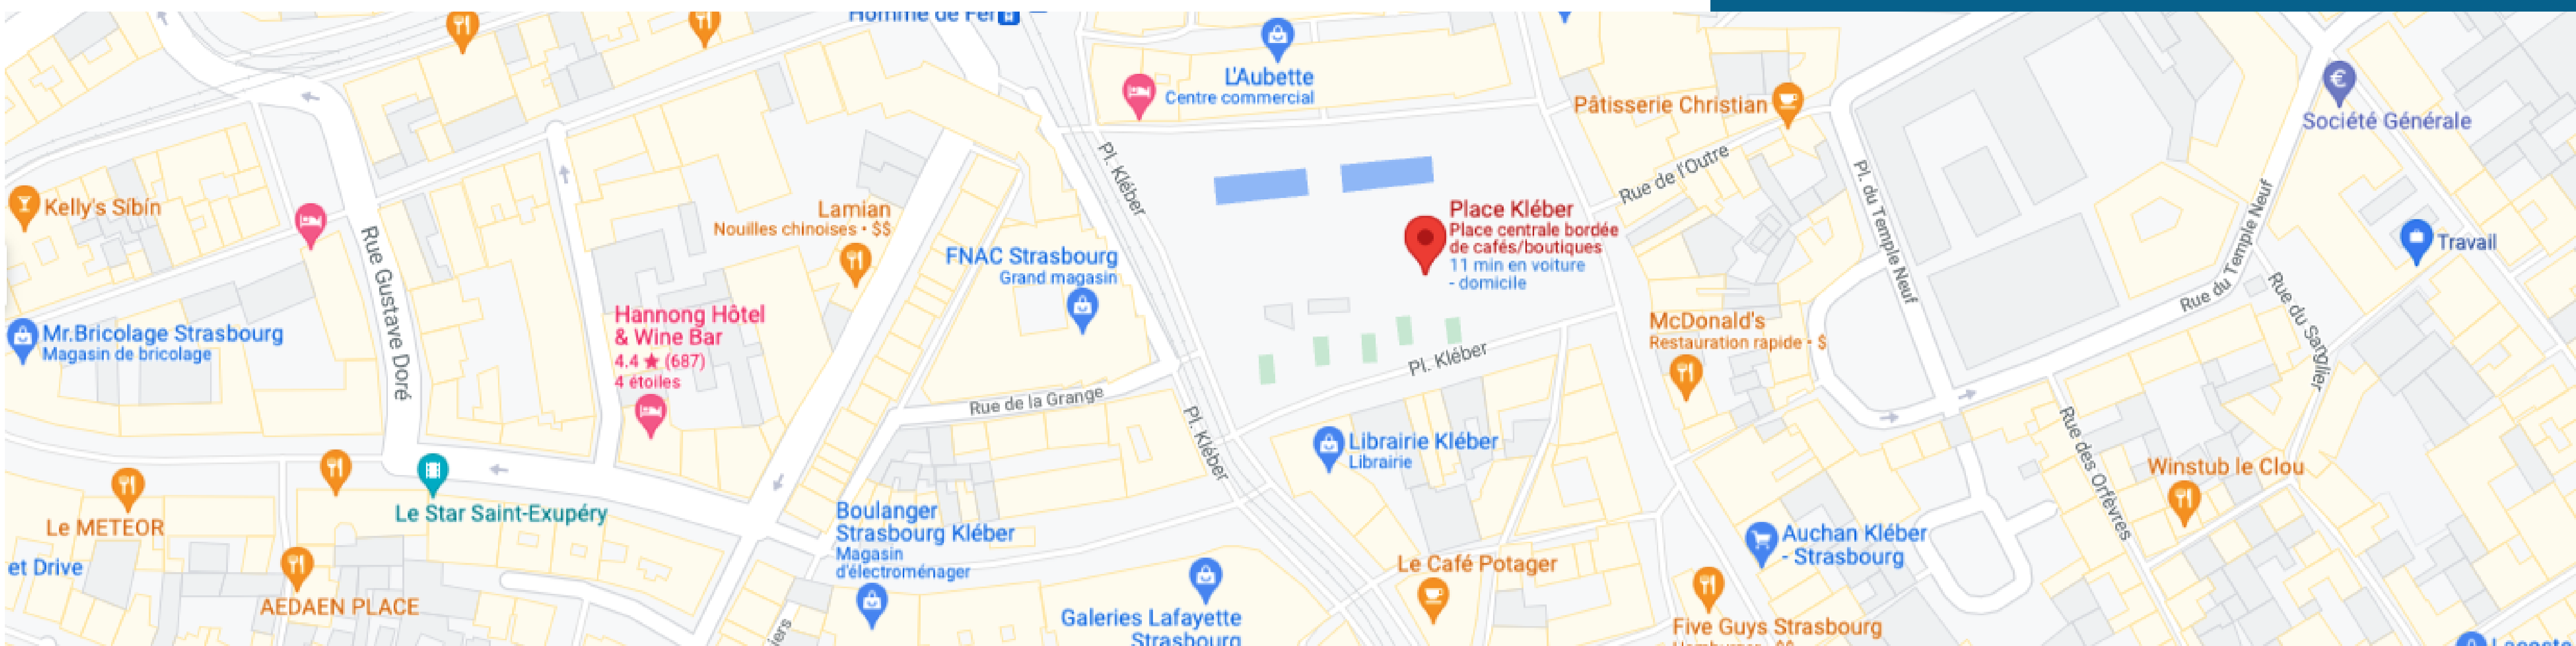 Homme de Fer
L'Aubette
Centre commercial
Pâtisserie Christian
Société Générale
Pl. Kléber
Rue de l'Outre
Pl. du Temple Neuf
Kelly's Síbín
Lamian
Nouilles chinoises • $$
Place Kléber
Place centrale bordée
de cafés/boutiques
11 min en voiture
- domicile
Rue du Temple Neuf
Travail
Rue Gustave Doré
FNAC Strasbourg
Grand magasin
Hannong Hôtel
& Wine Bar
4.4 ★ (687)
4 étoiles
Mr.Bricolage Strasbourg
Magasin de bricolage
McDonald's
Restauration rapide • $
Rue du Sanglier
Pl. Kléber
Rue de la Grange
Pl. Kléber
Librairie Kléber
Librairie
Rue des Orfèvres
Winstub le Clou
Le METEOR
Le Star Saint-Exupéry
Boulanger
Strasbourg Kléber
Magasin
d'électroménager
Auchan Kléber
- Strasbourg
et Drive
Le Café Potager
AEDAEN PLACE
Galeries Lafayette
Strasbourg
iers
Five Guys Strasbourg
Hamburger • $$
Lacoste